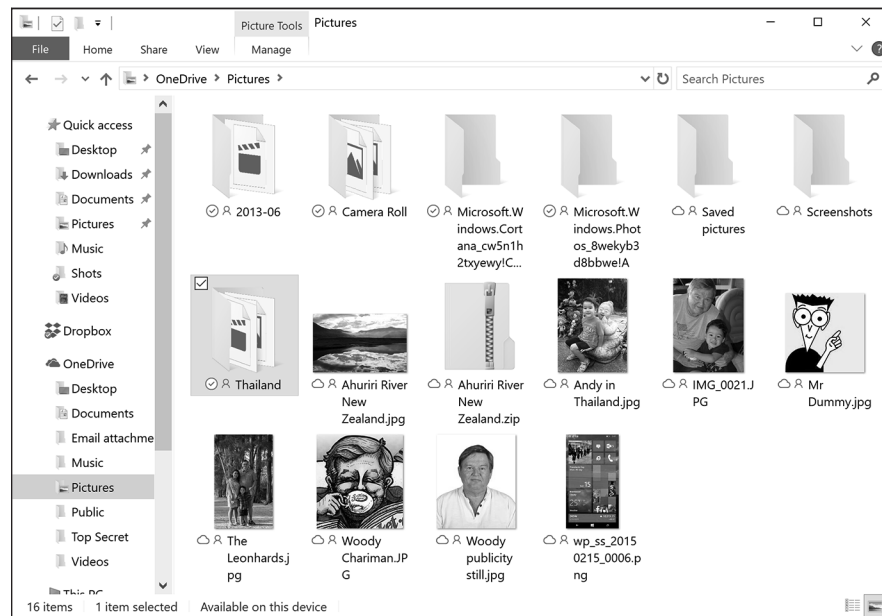 Picture Tools Pictures
File Home Share View Manage
OneDrive Pictures
Search Pictures
Quick access
Desktop
Downloads
Documents
Pictures
Music
Shots
Videos
Dropbox
OneDrive
Desktop
Documents
Email attachme
Music
Pictures
Public
Top Secret
Videos
This PC
2013-06
Camera Roll
Microsoft.W
indows.Cort
ana_cw5n1h
2txyewy!C...
Microsoft.W
indows.Phot
os_8wekyb3
d8bbwe!A
Saved
pictures
Screenshots
Thailand
Ahuriri River
New
Zealand.jpg
Ahuriri River
New
Zealand.zip
Andy in
Thailand.jpg
IMG_0021.J
PG
Mr
Dummy.jpg
The
Leonhards.j
pg
Woody
Chariman.JP
G
Woody
publicity
still.jpg
wp_ss_2015
0215_0006.p
ng
16 items 1 item selected Available on this device